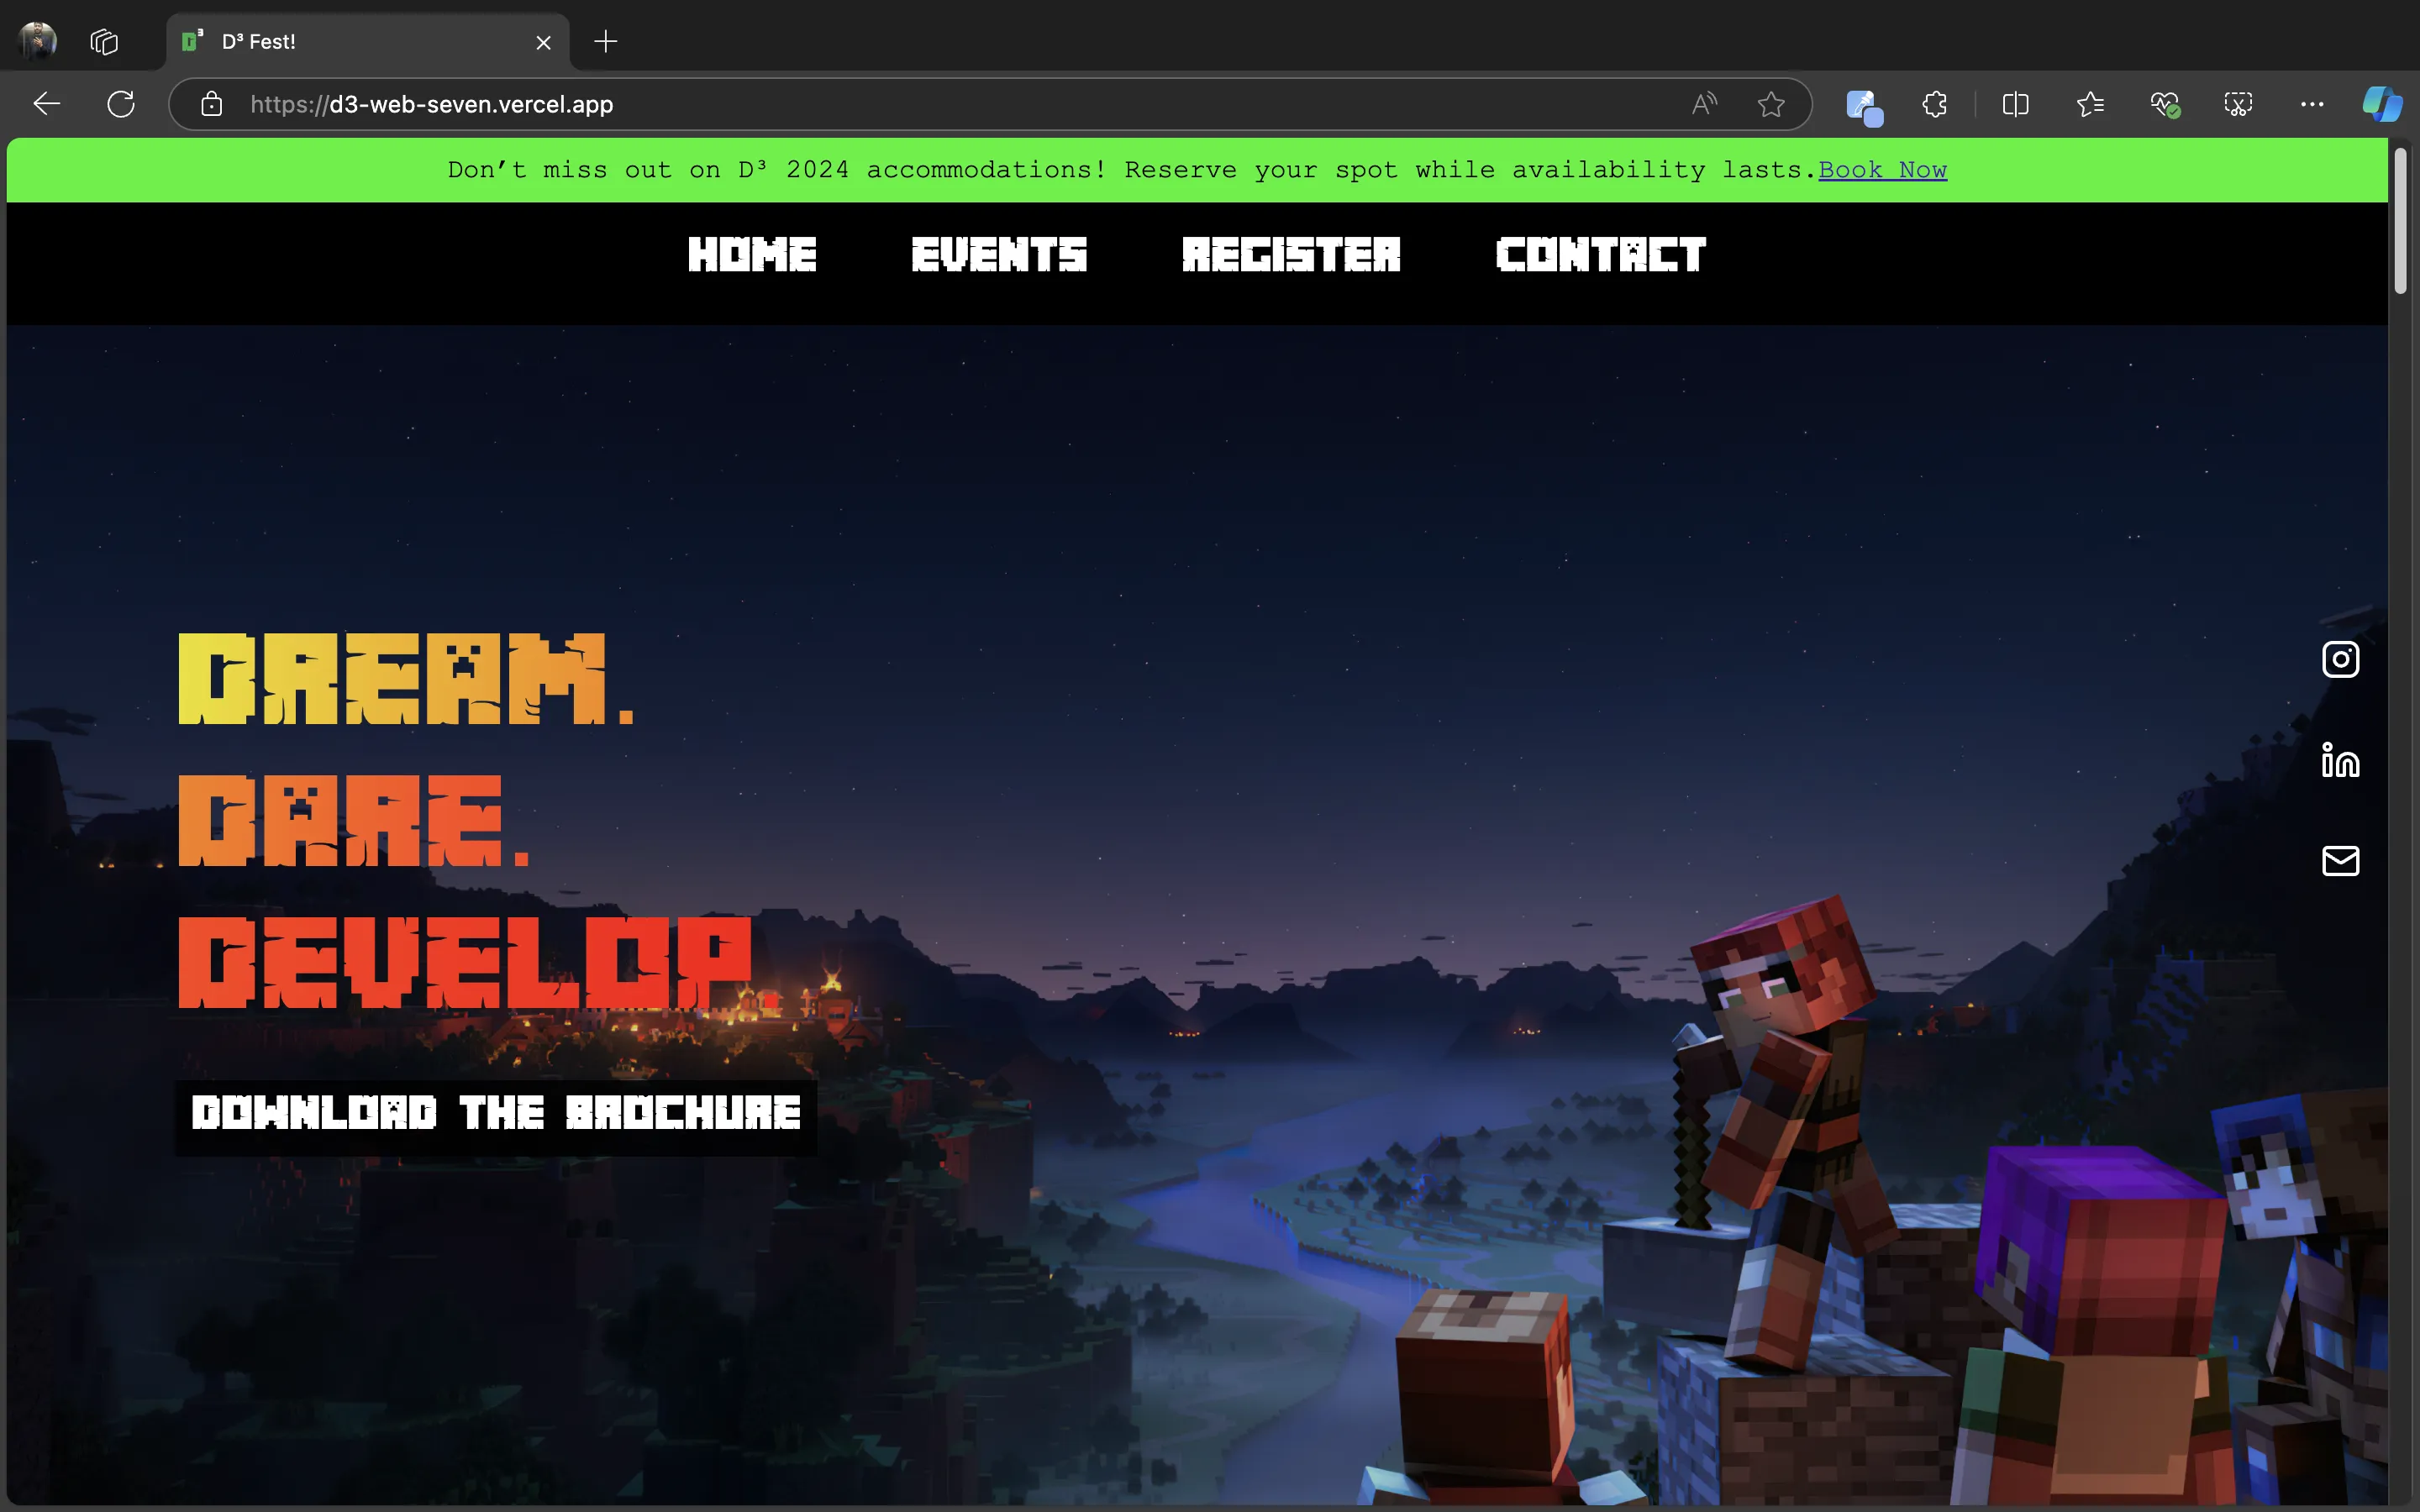 D³ Fest!
https://d3-web-seven.vercel.app
Don't miss out on D³ 2024 accommodations! Reserve your spot while availability lasts.Book Now
HOME EVENTS REGISTER CONTACT
DREAM.
DARE.
DEVELOP.
DOWNLOAD THE BROCHURE